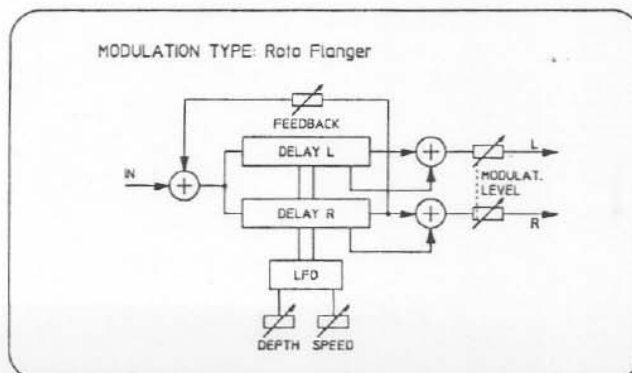 MODULATION TYPE: Roto Flanger
FEEDBACK
DELAY L
L
IN
MODULAT.
LEVEL
DELAY R
R
LFO
DEPTH
SPEED